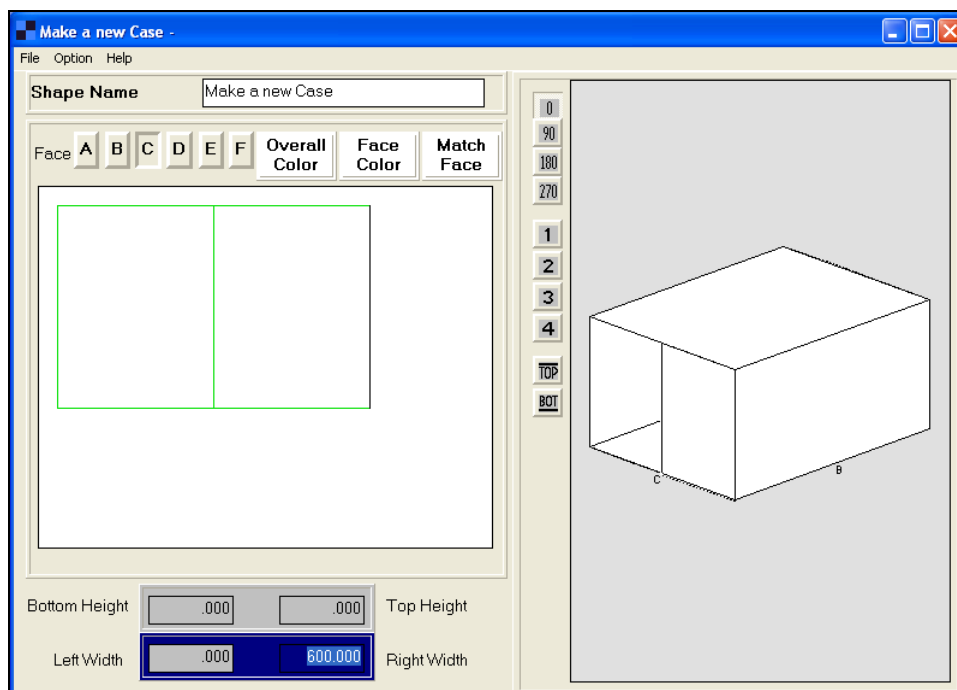 Make a new Case -
File Option Help
Shape Name Make a new Case
Face A B C D E F Overall Color Face Color Match Face
0
90
180
270
1
2
3
4
TOP
BOT
B
C
Bottom Height .000 .000 Top Height
Left Width .000 600.000 Right Width